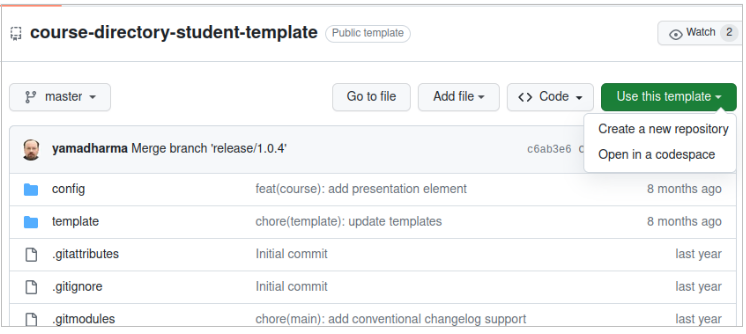 course-directory-student-template Public template Watch 2
master Go to file Add file <> Code Use this template
Create a new repository
Open in a codespace
yamadharma Merge branch 'release/1.0.4' c6ab3e6
config feat(course): add presentation element 8 months ago
template chore(template): update templates 8 months ago
.gitattributes Initial commit last year
.gitignore Initial commit last year
.gitmodules chore(main): add conventional changelog support last year